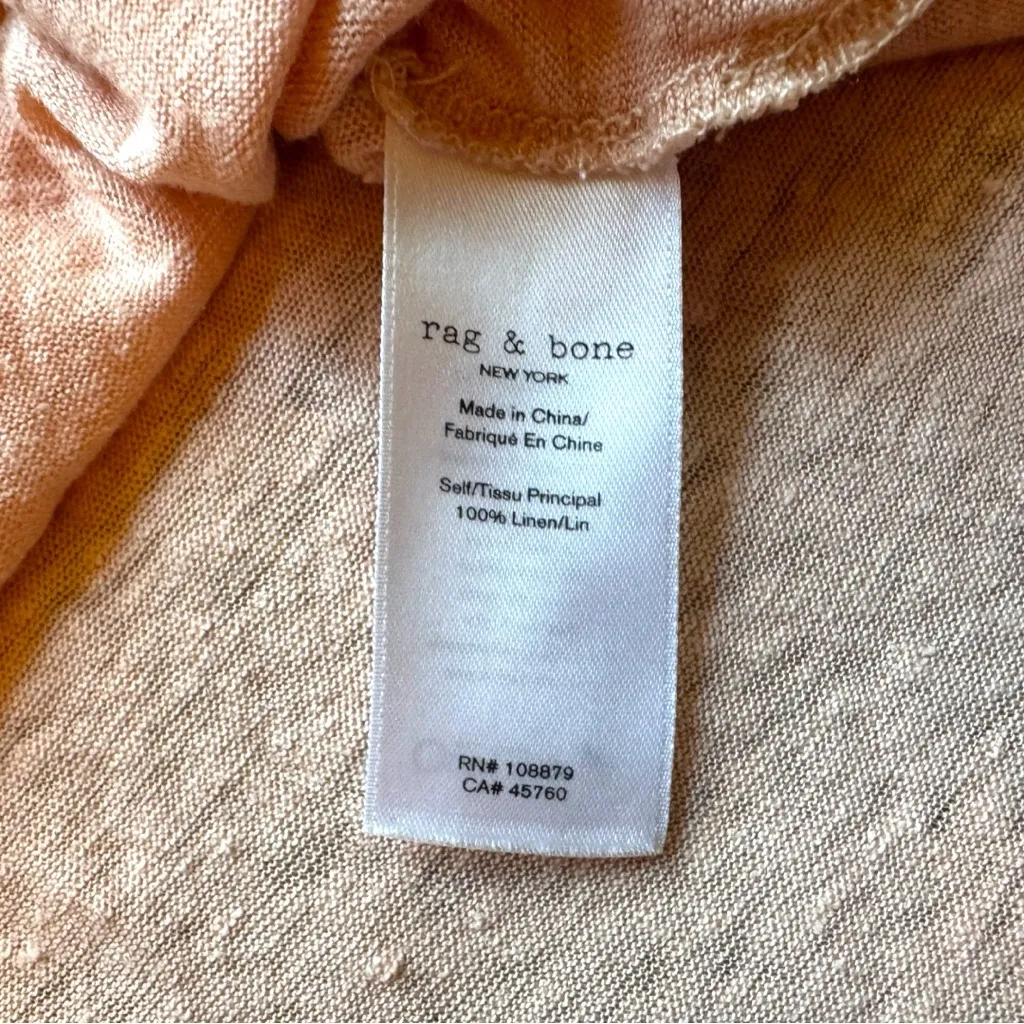 rag & bone
NEW YORK
Made in China/
Fabriqué En Chine
Self/Tissu Principal
100% Linen/Lin
RN# 108879
CA# 45760